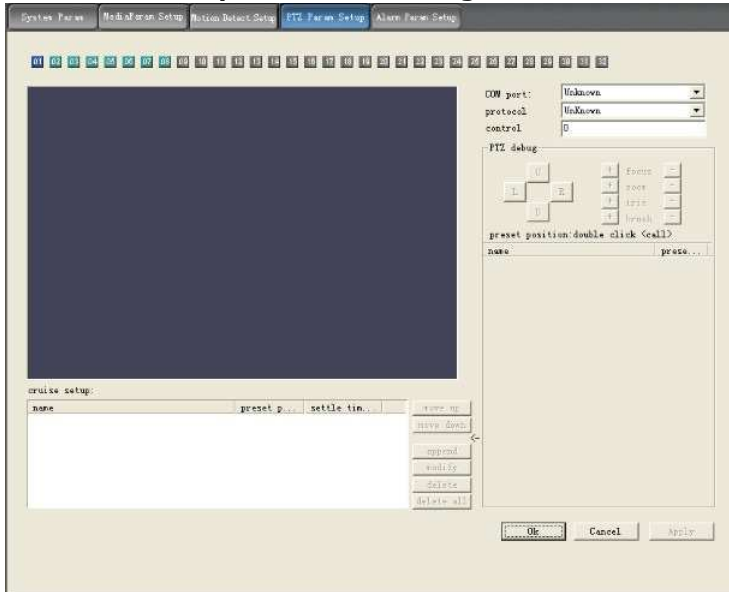 System Param MediaParam Setup Motion Detect Setup PTZ Param Setup Alarm Param Setup
01 02 03 04 05 06 07 08 09 10 11 12 13 14 15 16 17 18 19 20 21 22 23 24 25 26 27 28 29 30 31 32
COM port: Unknown
protocol UnKnown
control 0
PTZ debug
U
L R
D
+ focus -
+ zoom -
+ iris -
+ brush -
preset position:double click <call>
name prese...
cruise setup:
name preset p... settle tim...
move up
move down
<-
append
modify
delete
delete all
Ok Cancel Apply